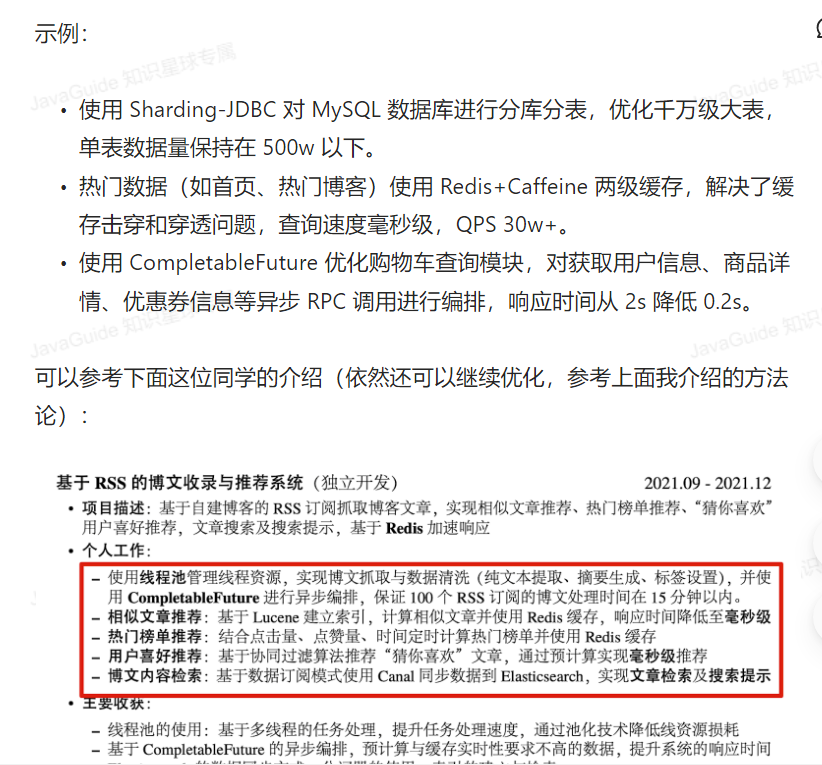 示例：
JavaGuide 知识星球专属
• 使用 Sharding-JDBC 对 MySQL 数据库进行分库分表，优化千万级大表，
单表数据量保持在 500w 以下。
• 热门数据（如首页、热门博客）使用 Redis+Caffeine 两级缓存，解决了缓
存击穿和穿透问题，查询速度毫秒级，QPS 30w+。
• 使用 CompletableFuture 优化购物车查询模块，对获取用户信息、商品详
情、优惠券信息等异步 RPC 调用进行编排，响应时间从 2s 降低 0.2s。
JavaGuide 知识星球
JavaGuide 知识
可以参考下面这位同学的介绍（依然还可以继续优化，参考上面我介绍的方法
论）：
基于 RSS 的博文收录与推荐系统（独立开发） 2021.09 - 2021.12
• 项目描述：基于自建博客的 RSS 订阅抓取博客文章，实现相似文章推荐、热门榜单推荐、“猜你喜欢”
用户喜好推荐，文章搜索及搜索提示，基于 Redis 加速响应
• 个人工作：
– 使用线程池管理线程资源，实现博文抓取与数据清洗（纯文本提取、摘要生成、标签设置），并使
用 CompletableFuture 进行异步编排，保证 100 个 RSS 订阅的博文处理时间在 15 分钟以内。
– 相似文章推荐：基于 Lucene 建立索引，计算相似文章并使用 Redis 缓存，响应时间降低至毫秒级
– 热门榜单推荐：结合点击量、点赞量、时间定时计算热门榜单并使用 Redis 缓存
– 用户喜好推荐：基于协同过滤算法推荐“猜你喜欢”文章，通过预计算实现毫秒级推荐
– 博文内容检索：基于数据订阅模式使用 Canal 同步数据到 Elasticsearch，实现文章检索及搜索提示
• 主要收获：
– 线程池的使用：基于多线程的任务处理，提升任务处理速度，通过池化技术降低线资源损耗
– 基于 CompletableFuture 的异步编排，预计算与缓存实时性要求不高的数据，提升系统的响应时间